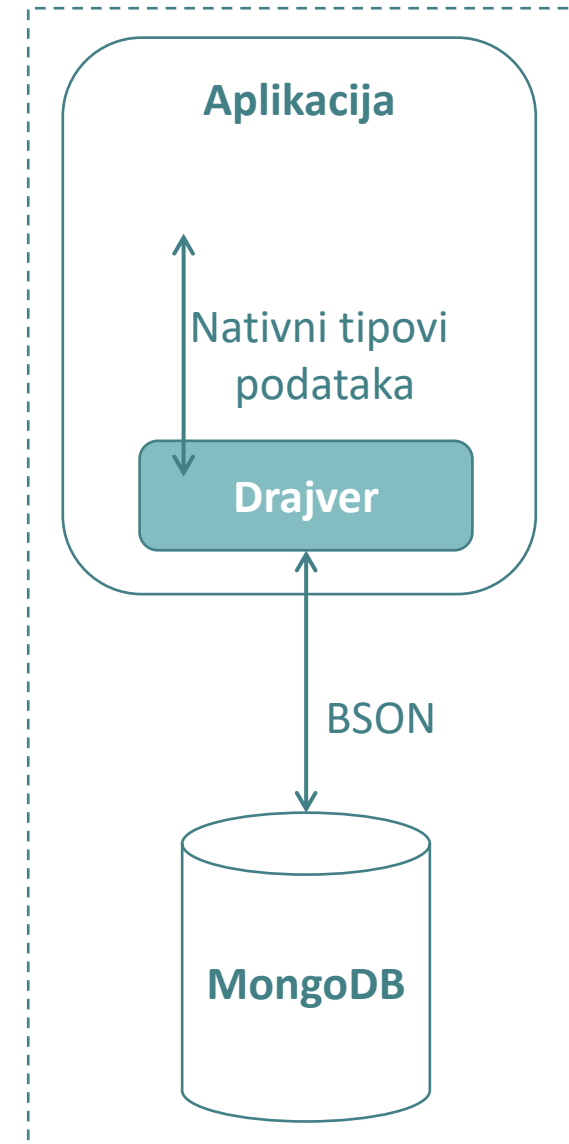 Aplikacija
Nativni tipovi
podataka
Drajver
BSON
MongoDB